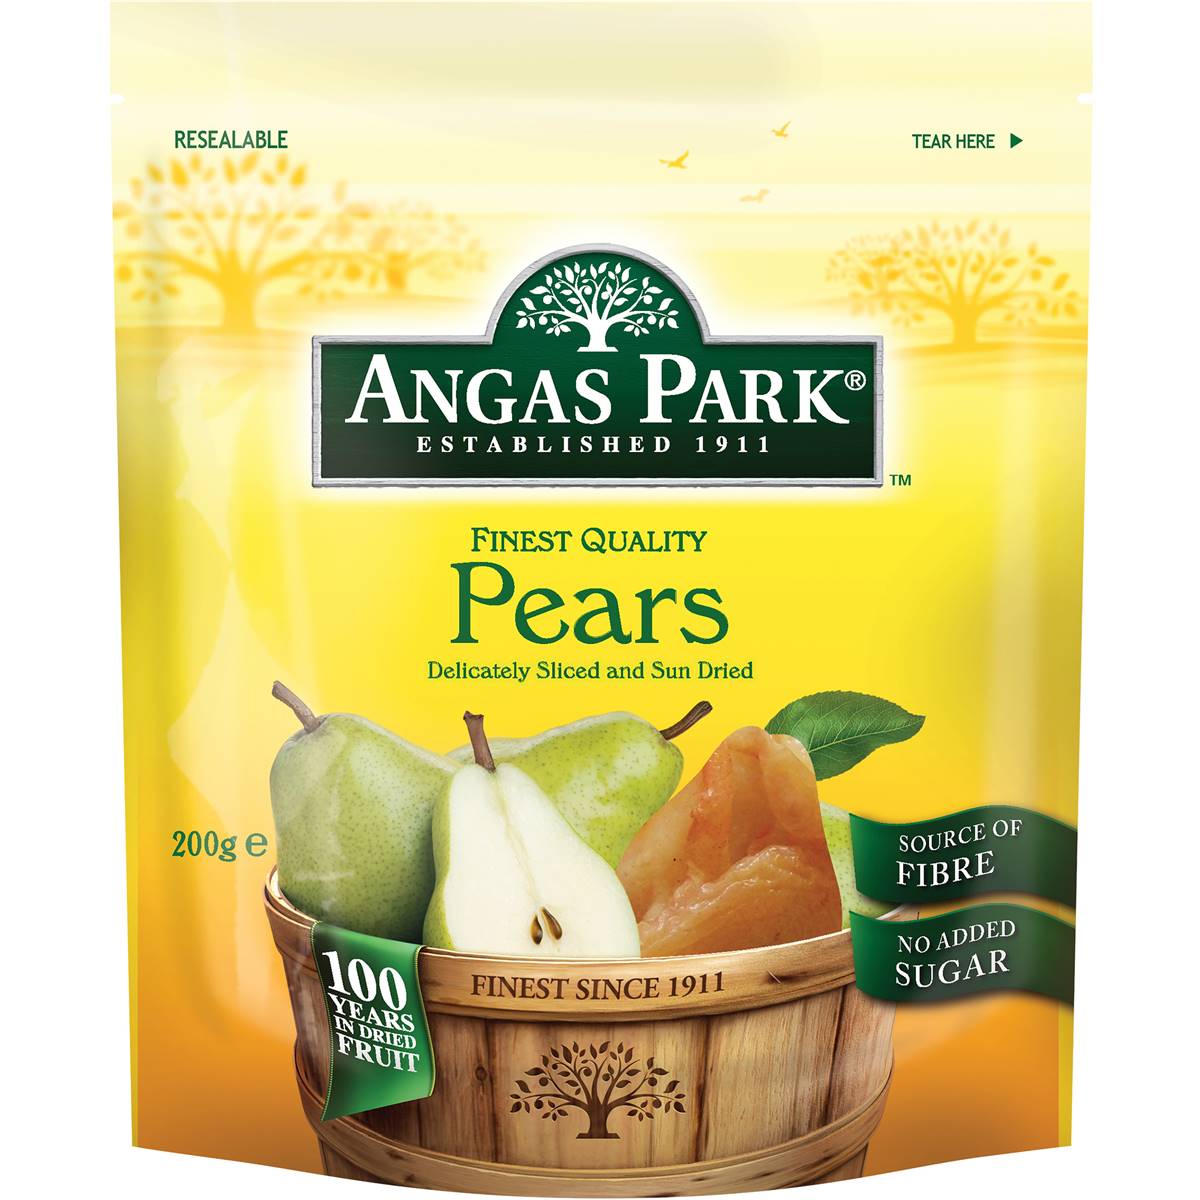 RESEALABLE
TEAR HERE
ANGAS PARK®
ESTABLISHED 1911
™
FINEST QUALITY
Pears
Delicately Sliced and Sun Dried
200g e
SOURCE OF
FIBRE
NO ADDED
SUGAR
FINEST SINCE 1911
100
YEARS
IN DRIED
FRUIT